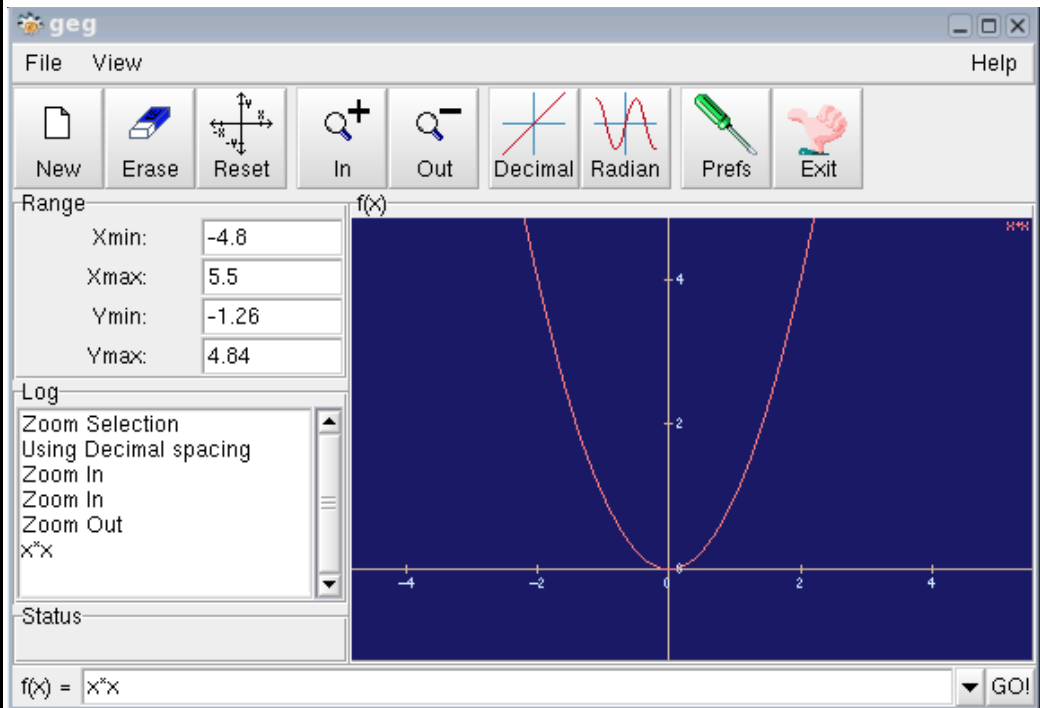 geg
File View Help
New Erase Reset In Out Decimal Radian Prefs Exit
Range
Xmin: -4.8
Xmax: 5.5
Ymin: -1.26
Ymax: 4.84
Log
Zoom Selection
Using Decimal spacing
Zoom In
Zoom In
Zoom Out
x*x
Status
f(x)
x*x
4
2
0
-4 -2 0 2 4
f(x) = x*x GO!